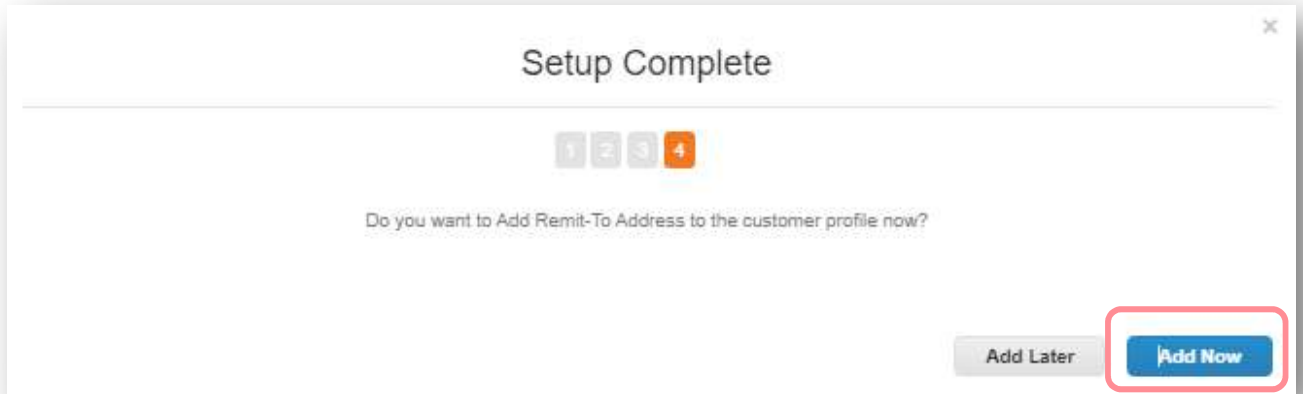 ×
Setup Complete
1 2 3 4
Do you want to Add Remit-To Address to the customer profile now?
Add Later Add Now